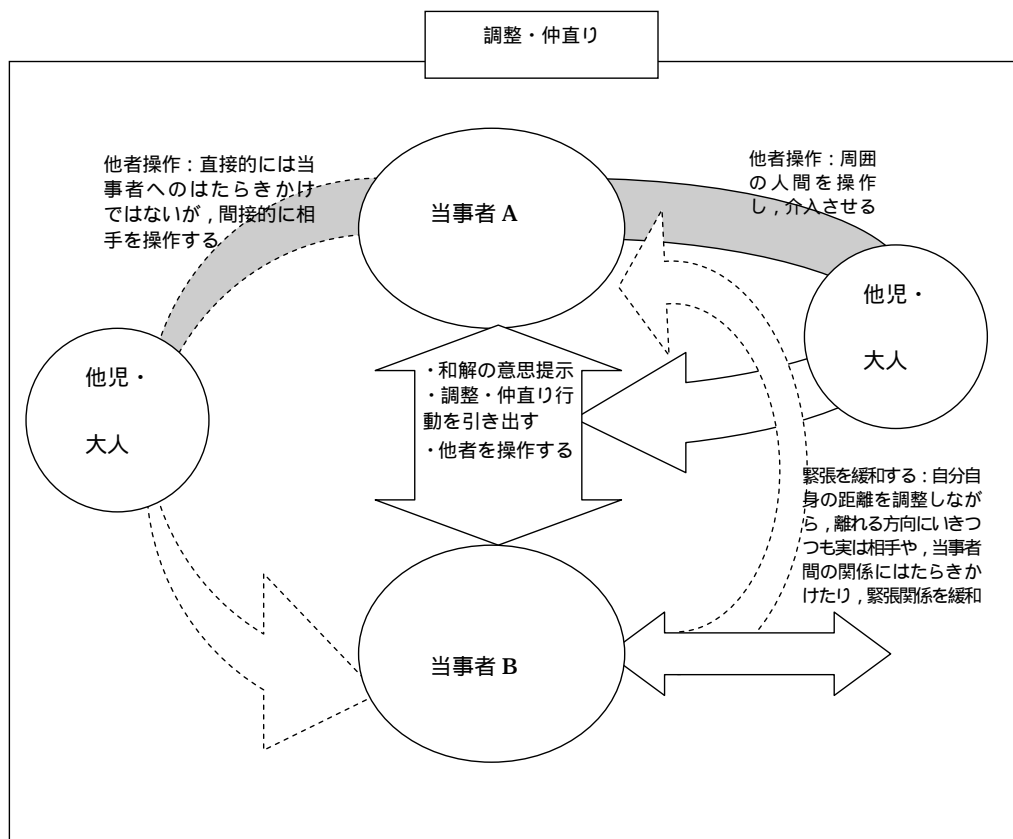 調整・仲直り
他者操作：直接的には当
事者へのはたらきかけ
ではないが，間接的に相
手を操作する
他者操作：周囲
の人間を操作
し，介入させる
当事者 A
他児・
大人
他児・
大人
・和解の意思提示
・調整・仲直り行
動を引き出す
・他者を操作する
緊張を緩和する：自分自
身の距離を調整しなが
ら，離れる方向にいきつ
つも実は相手や，当事者
間の関係にはたらきか
けたり，緊張関係を緩和
当事者 B